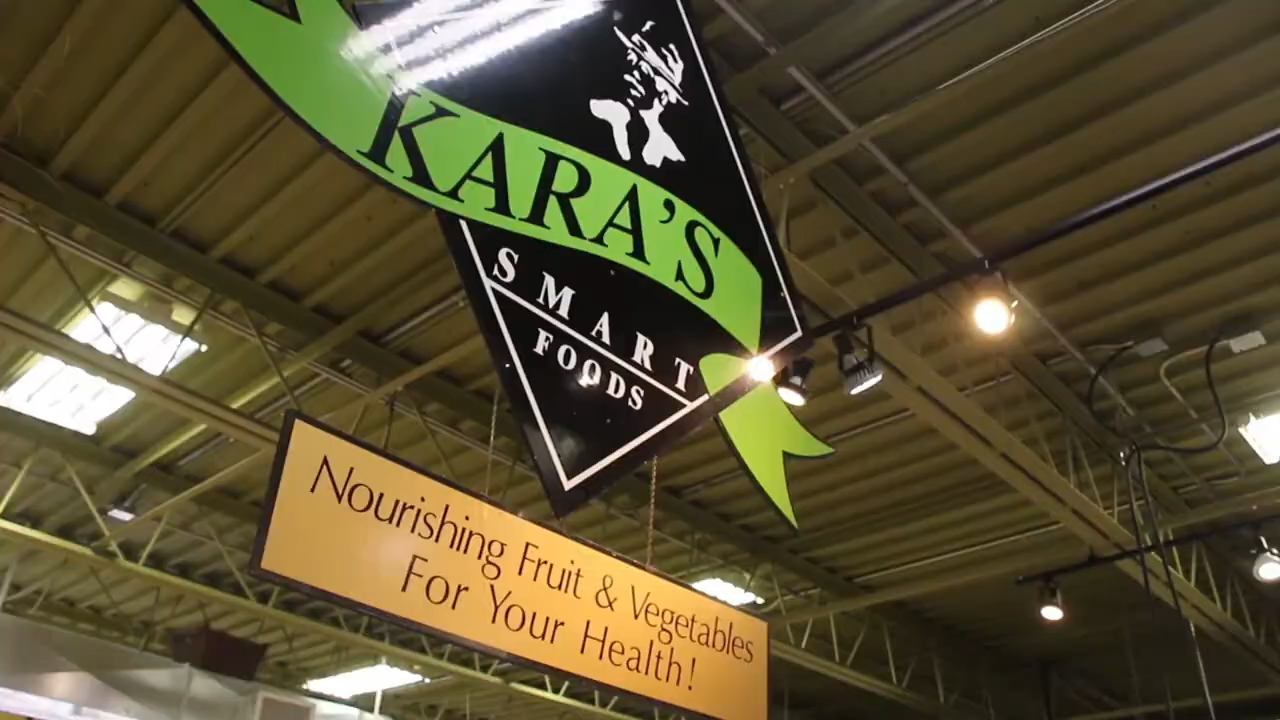 KARA'S
SMART
FOODS
Nourishing Fruit & Vegetables
For Your Health!